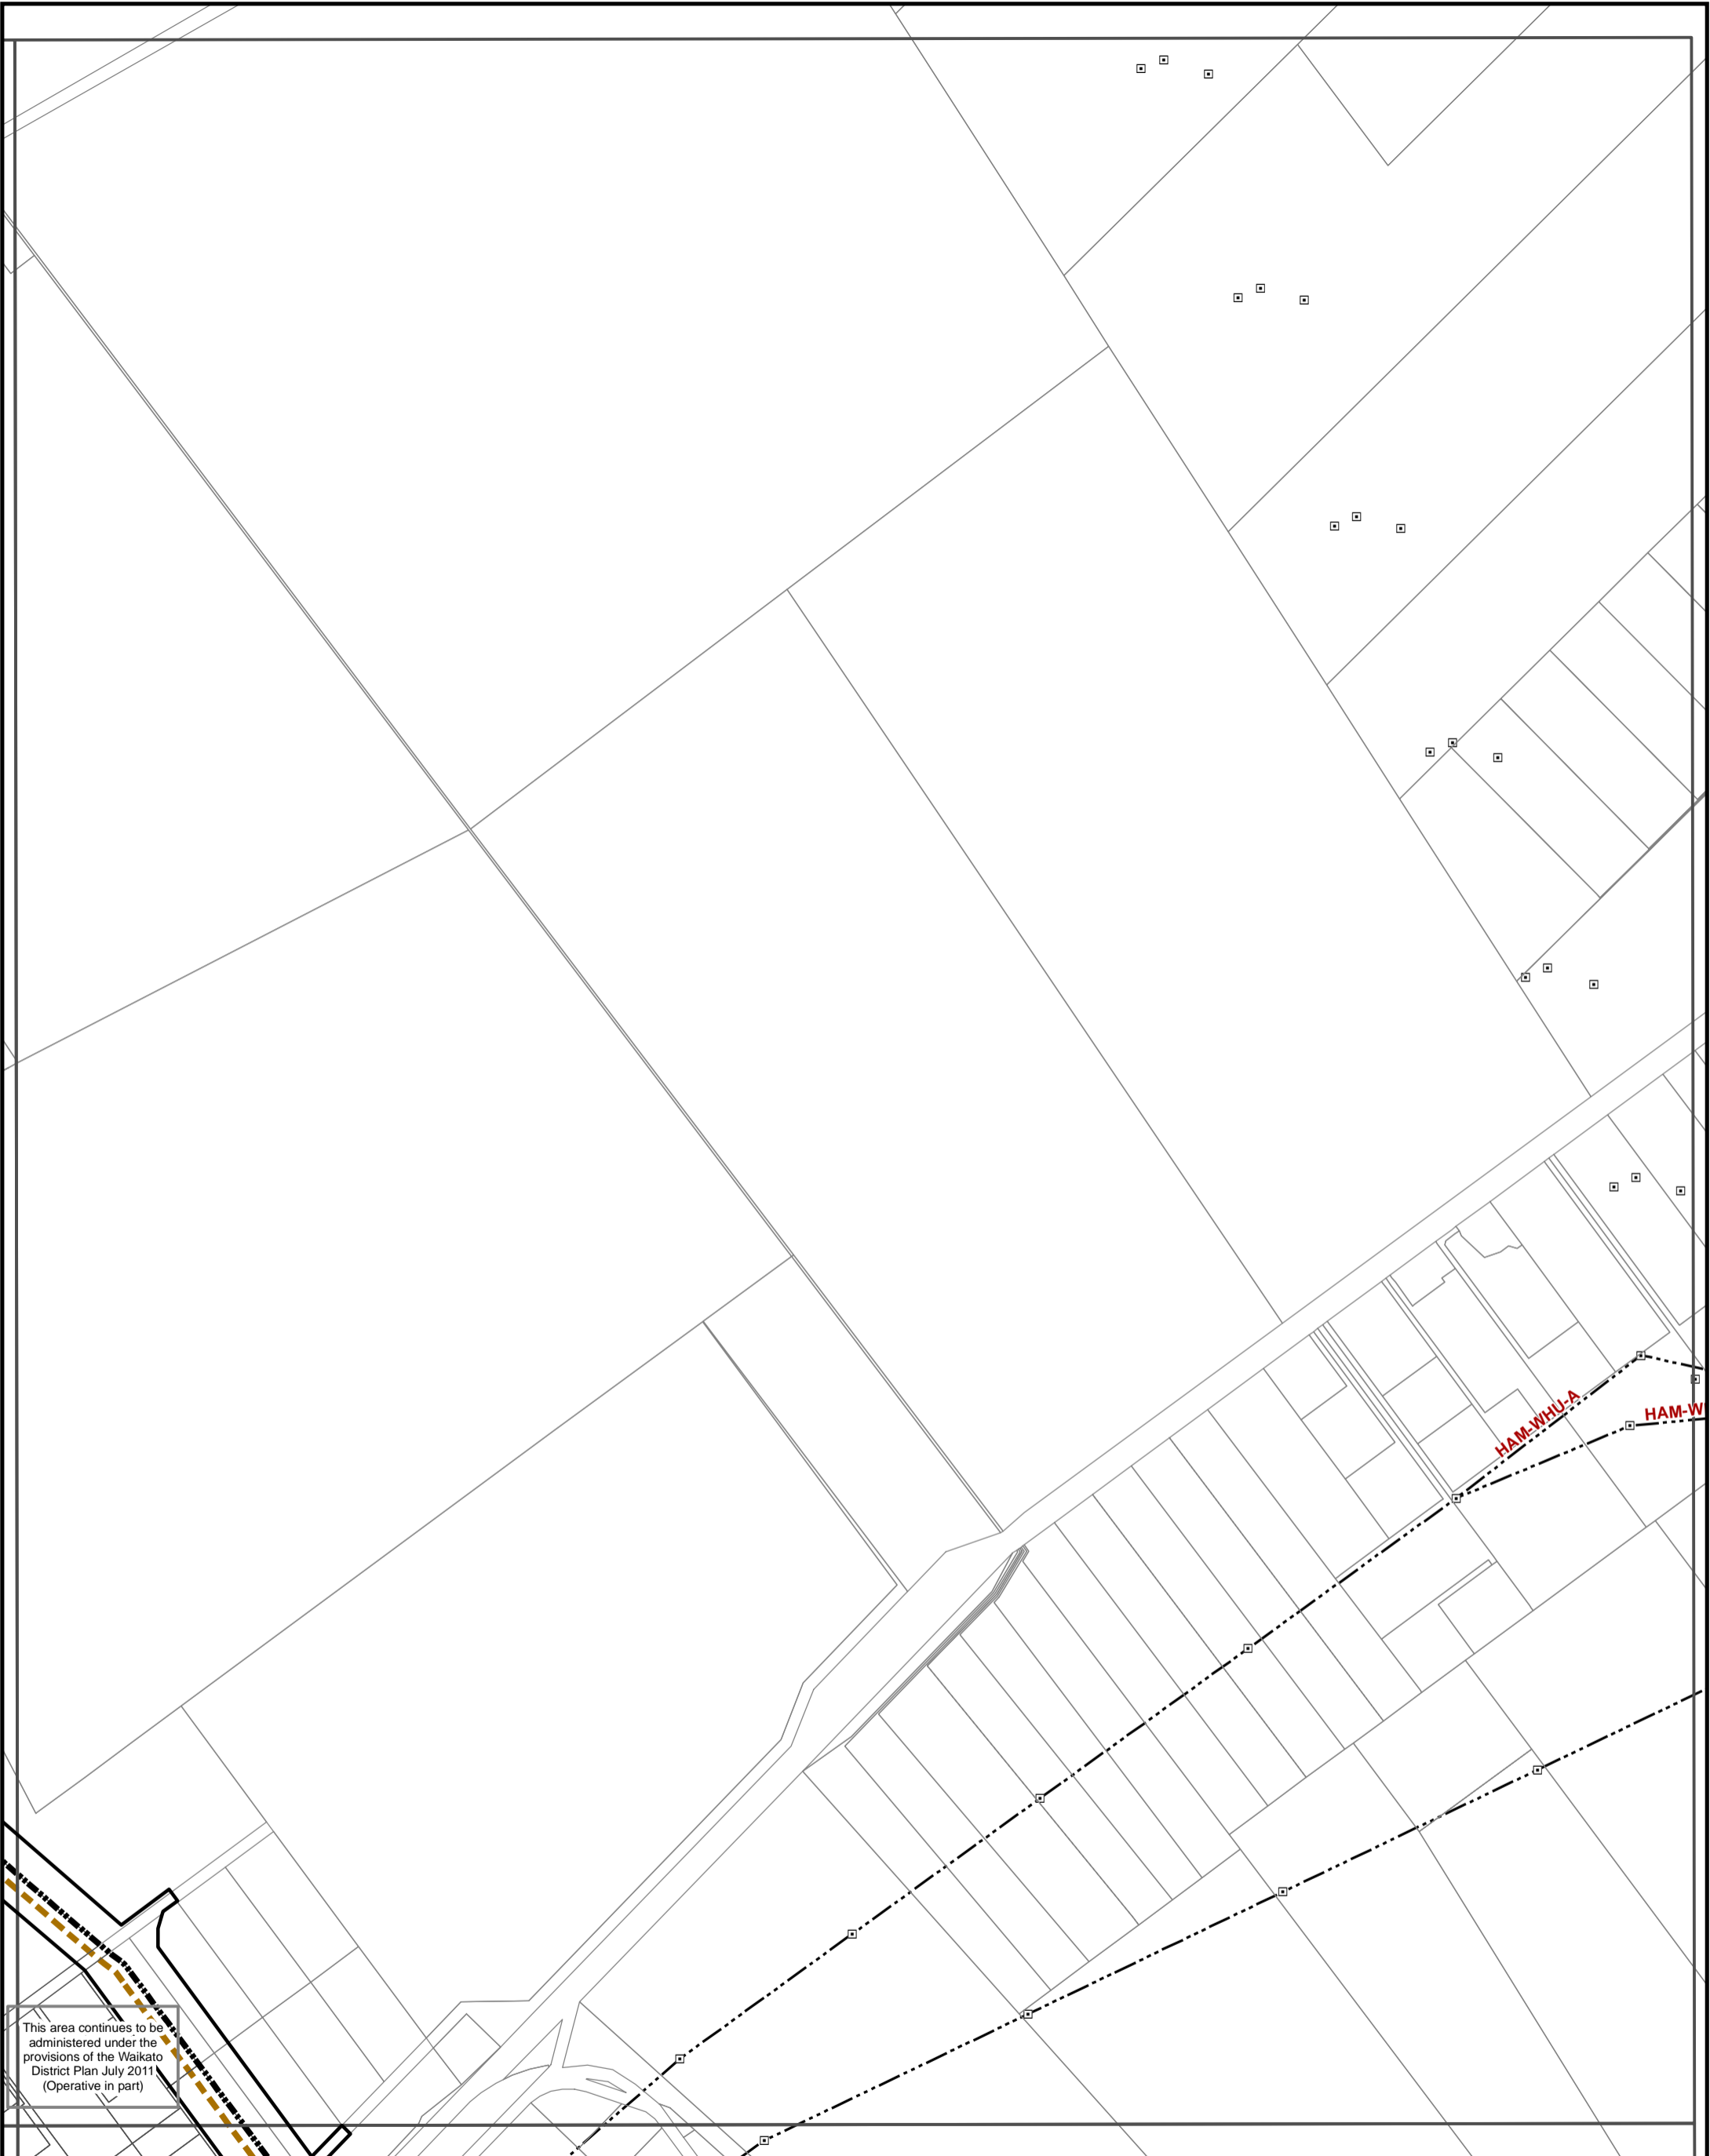 HAM-WHU-A
HAM-W
This area continues to be
administered under the
provisions of the Waikato
District Plan July 2011
(Operative in part)